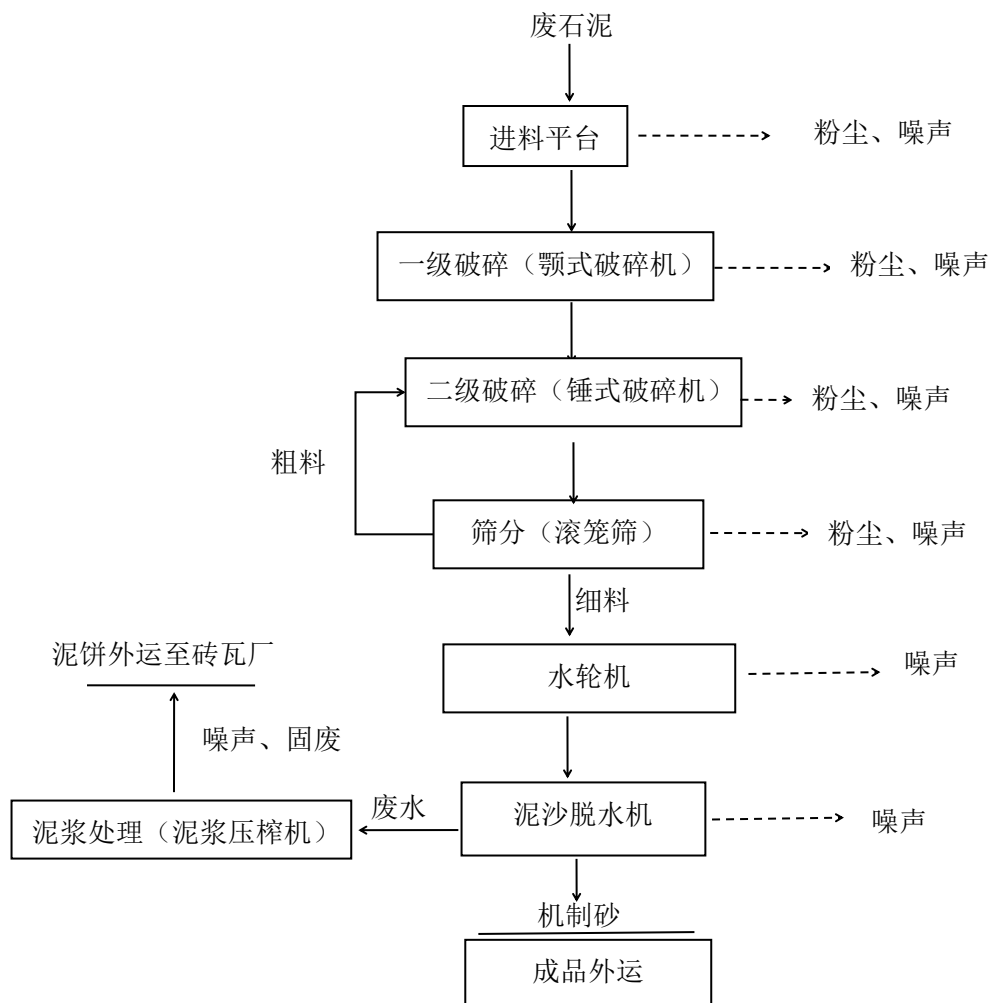 废石泥
进料平台
粉尘、噪声
一级破碎（颚式破碎机）
粉尘、噪声
二级破碎（锤式破碎机）
粉尘、噪声
粗料
筛分（滚笼筛）
粉尘、噪声
细料
泥饼外运至砖瓦厂
水轮机
噪声
噪声、固废
废水
泥浆处理（泥浆压榨机）
泥沙脱水机
噪声
机制砂
成品外运